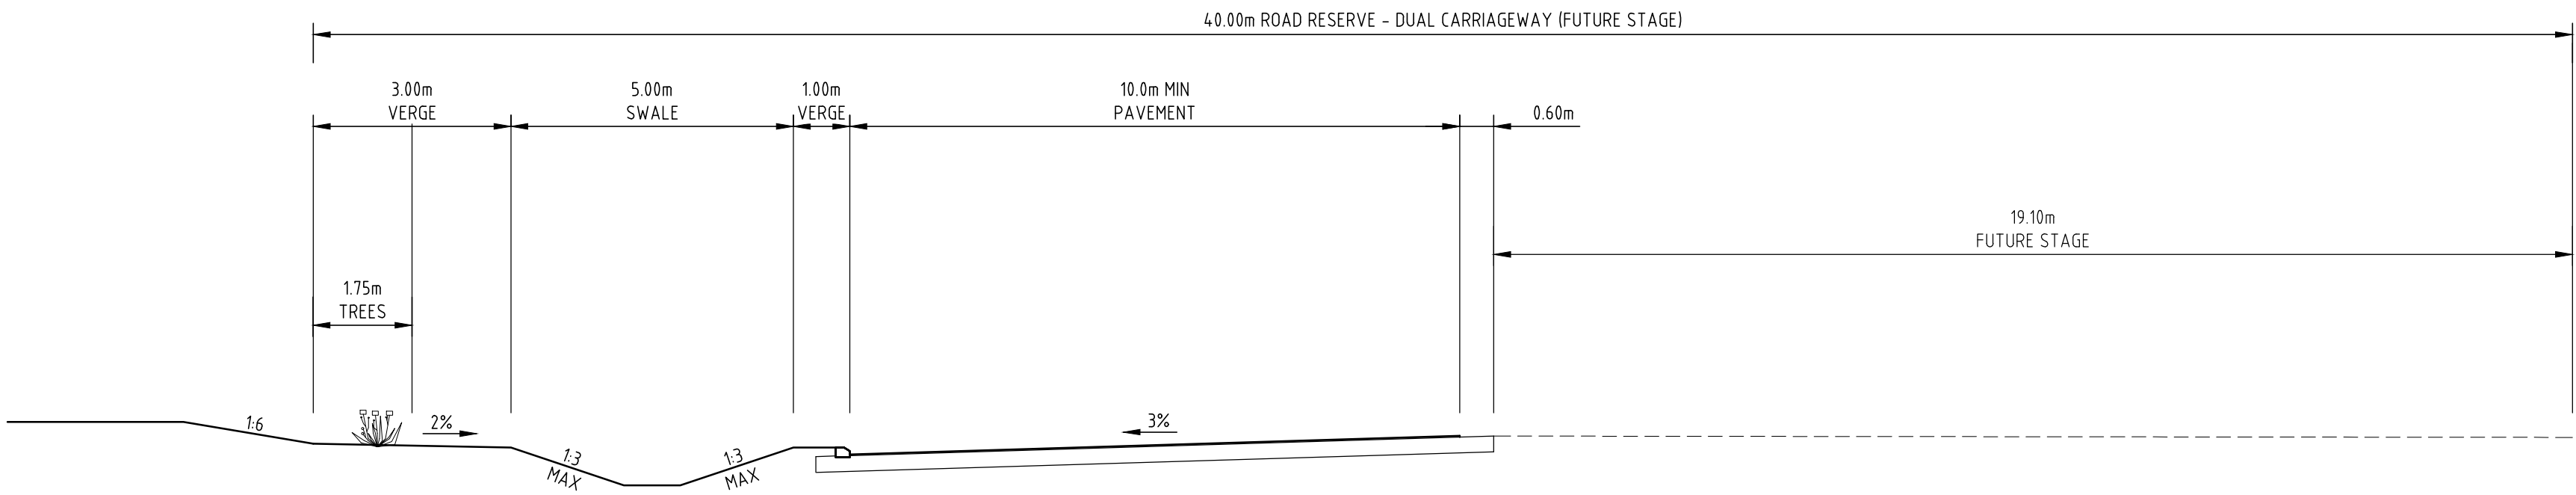 40.00m ROAD RESERVE - DUAL CARRIAGEWAY (FUTURE STAGE)
3.00m
VERGE
5.00m
SWALE
1.00m
VERGE
10.0m MIN
PAVEMENT
0.60m
19.10m
FUTURE STAGE
1.75m
TREES
1:6
2%
1:3
MAX
1:3
MAX
3%